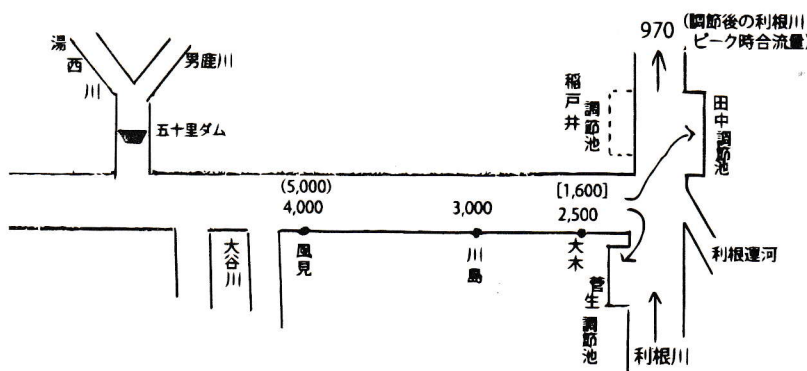 970
(調節後の利根川
ピーク時合流量)
湯西川
男鹿川
五十里ダム
稲戸井
調節池
田中調節池
(5,000)
4,000
3,000
[1,600]
2,500
大谷川
風見
川島
大木
菅生
調節池
利根運河
利根川